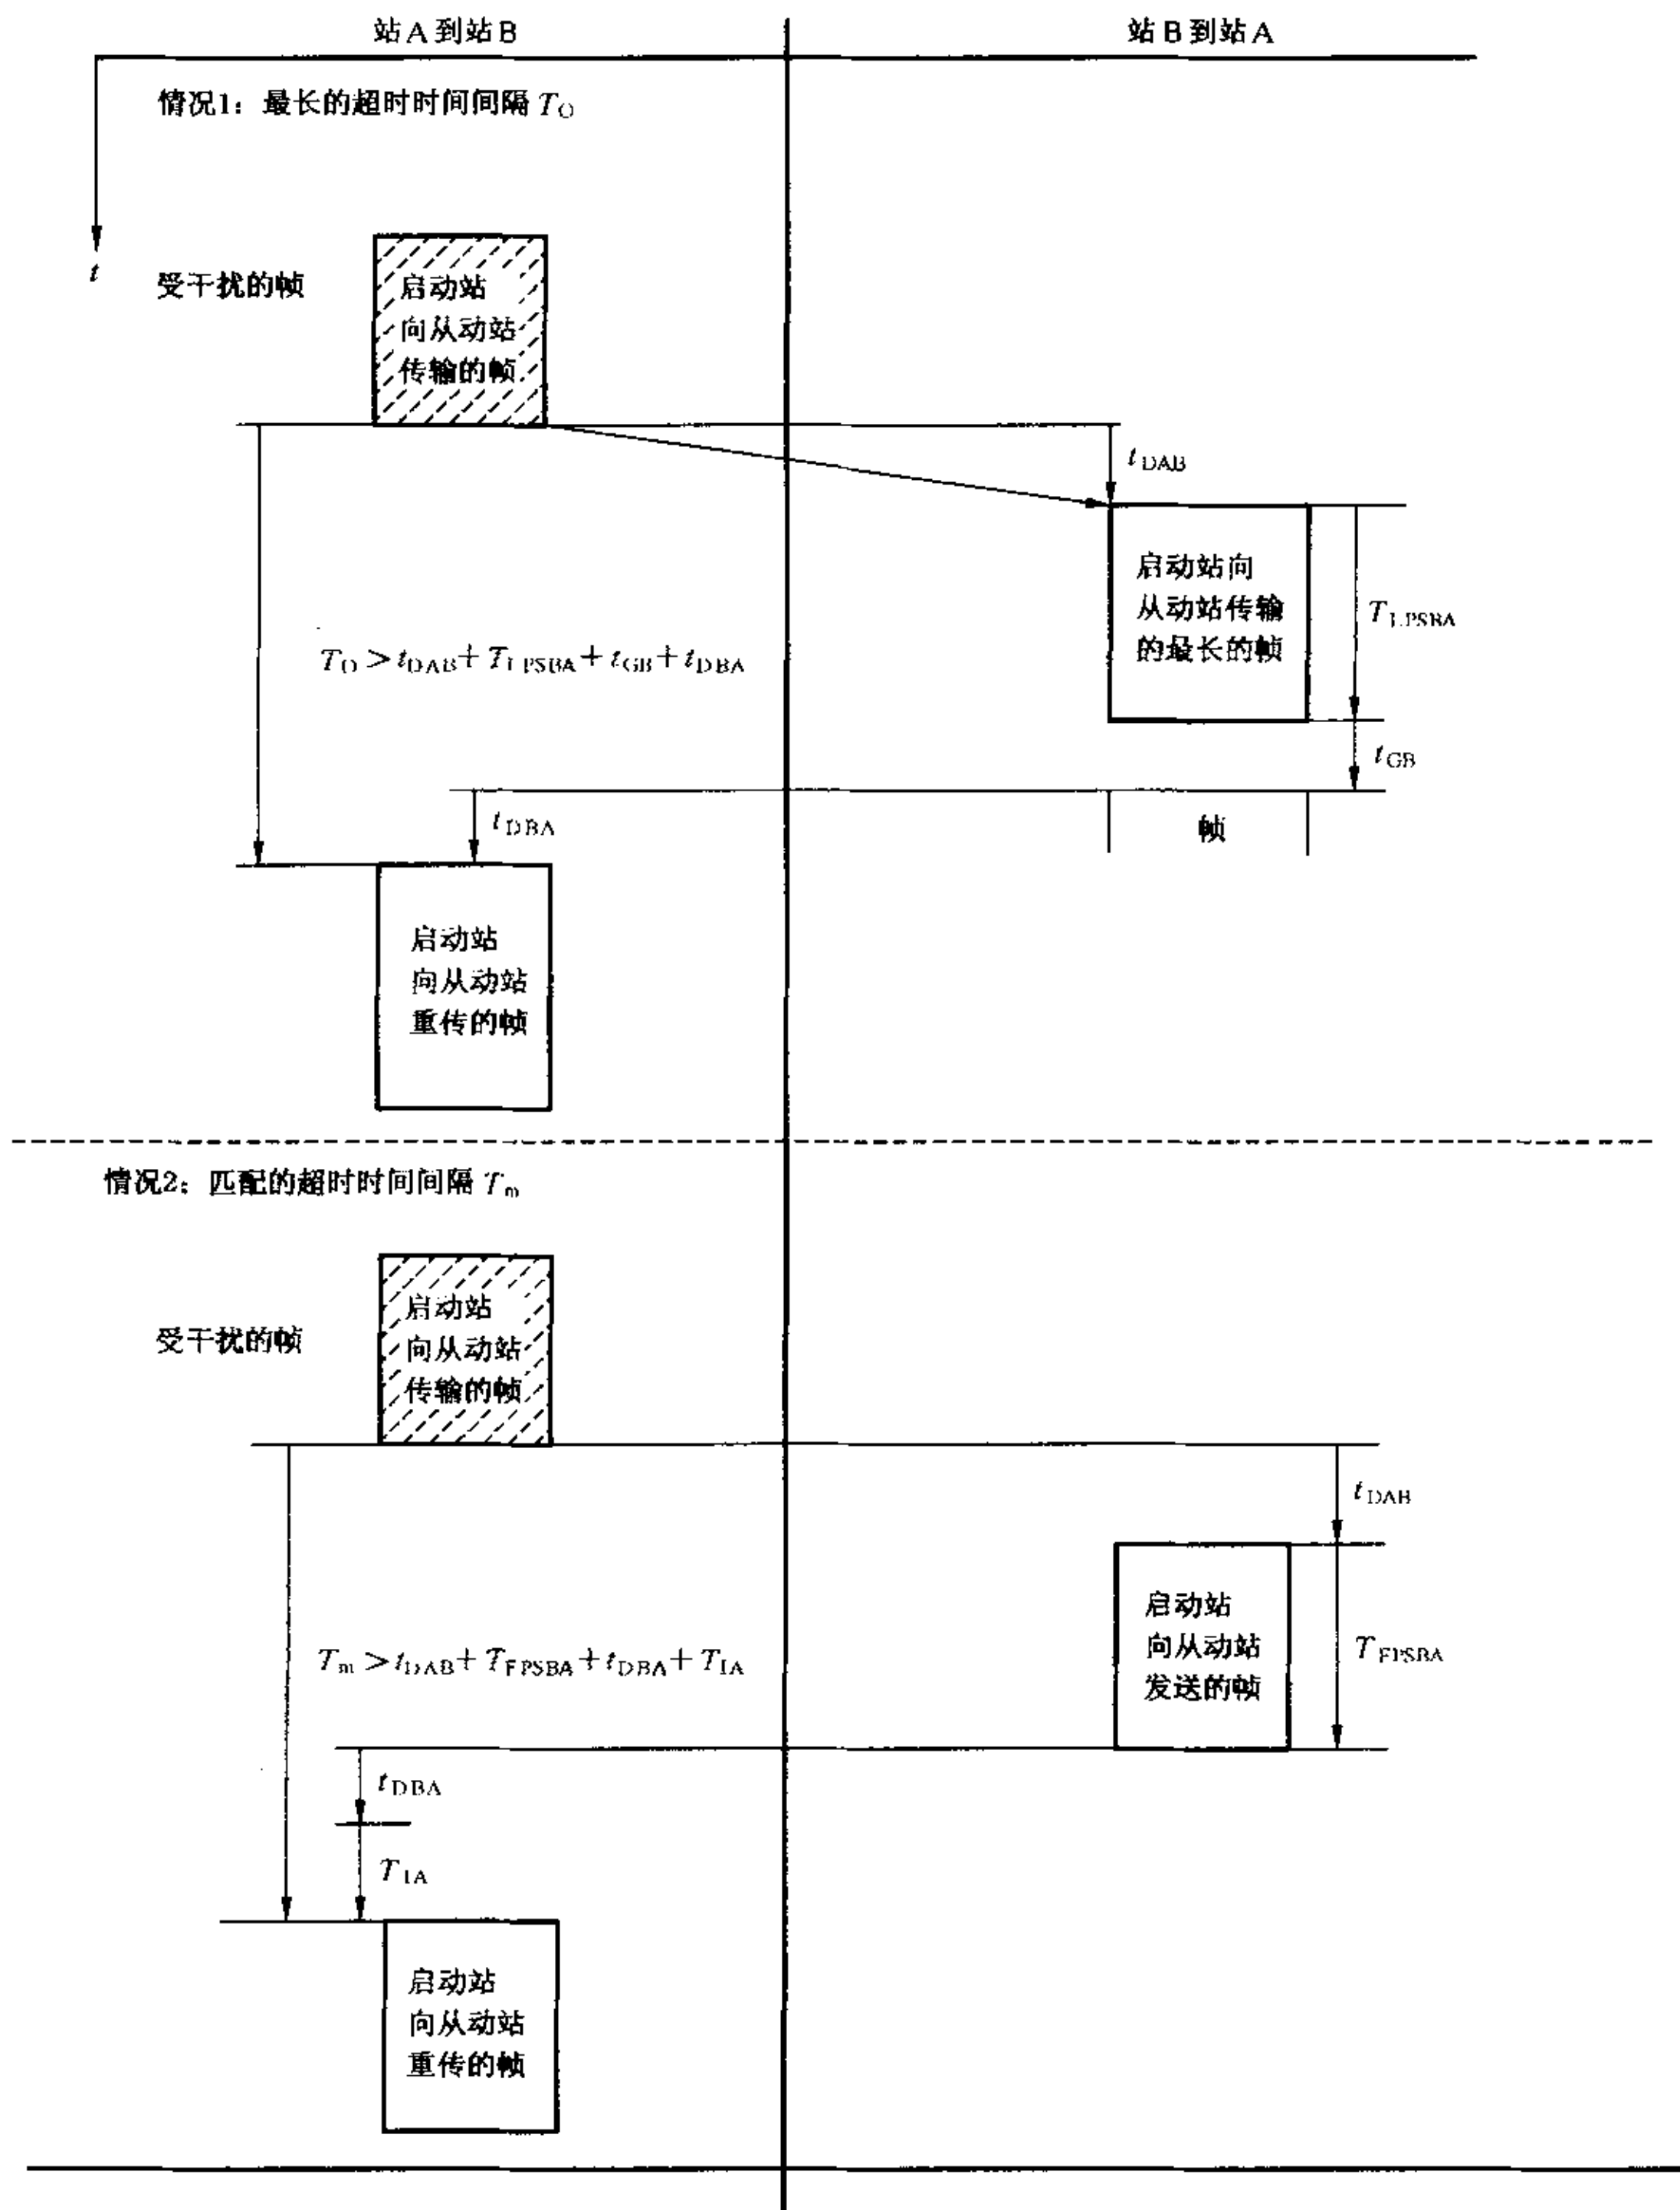 站A到站B
站B到站A
情况1：最长的超时时间间隔 T_O
t
受干扰的帧
启动站
向从动站
传输的帧
t_DAB
启动站向
从动站传输
的最长的帧
T_LPSBA
T_O > t_DAB + T_LPSBA + t_GB + t_DBA
t_GB
t_DBA
帧
启动站
向从动站
重传的帧
情况2：匹配的超时时间间隔 T_m
受干扰的帧
启动站
向从动站
传输的帧
t_DAB
启动站
向从动站
发送的帧
T_FPSBA
T_m > t_DAB + T_FPSBA + t_DBA + T_IA
t_DBA
T_IA
启动站
向从动站
重传的帧